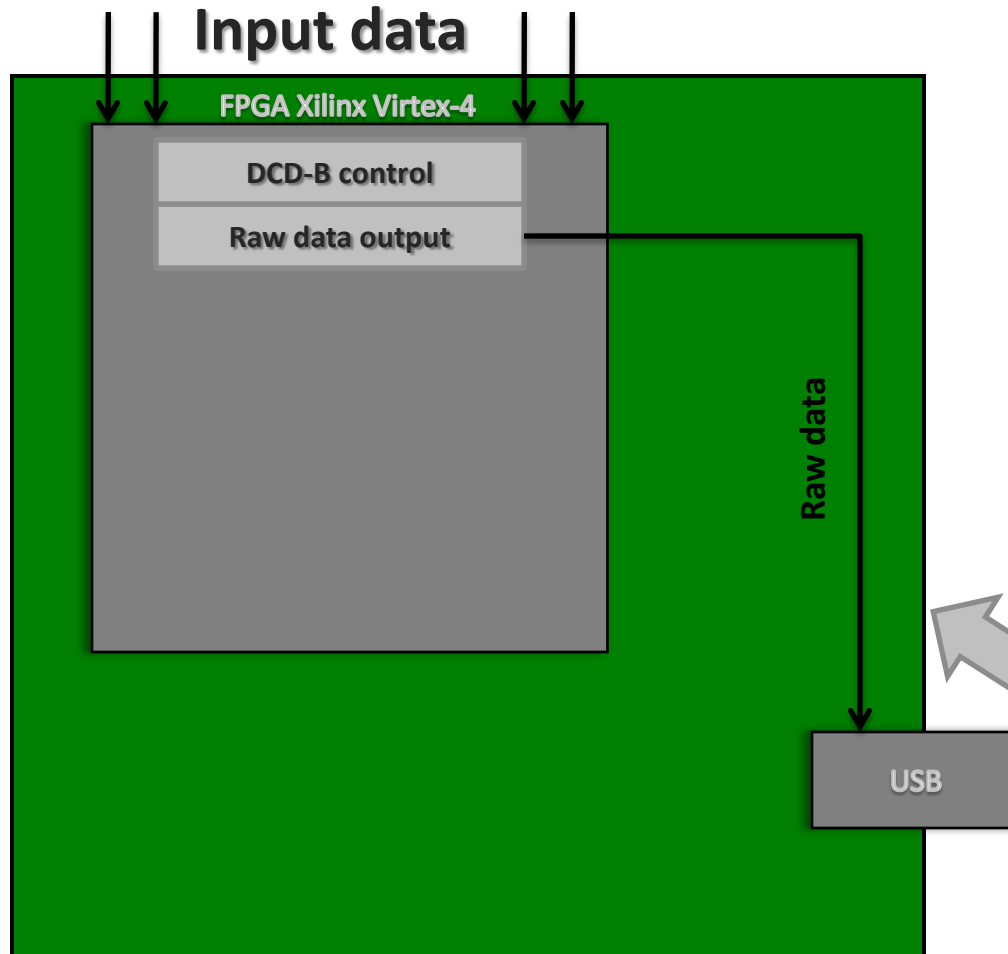 Input data
FPGA Xilinx Virtex-4
DCD-B control
Raw data output
Raw data
USB